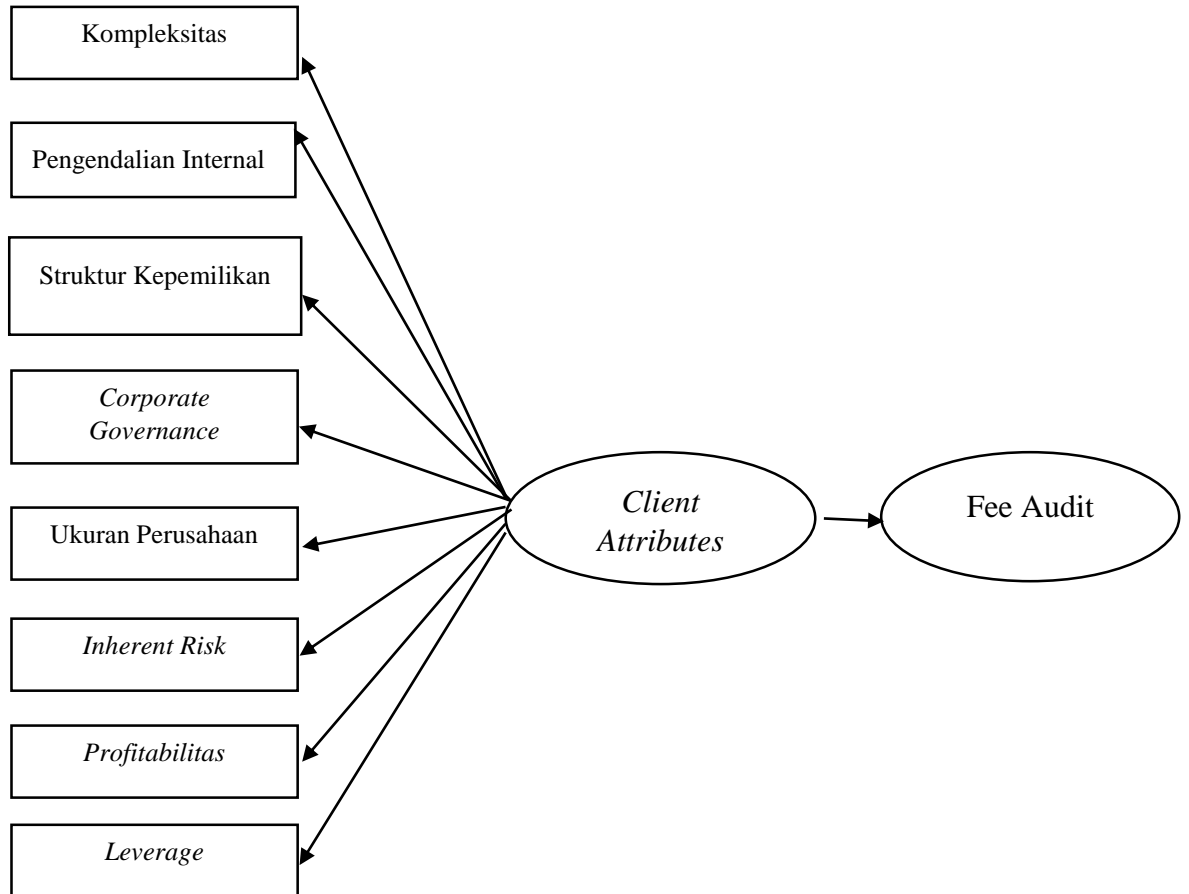 Kompleksitas
Pengendalian Internal
Struktur Kepemilikan
Corporate
Governance
Ukuran Perusahaan
Inherent Risk
Profitabilitas
Leverage
Client
Attributes
Fee Audit